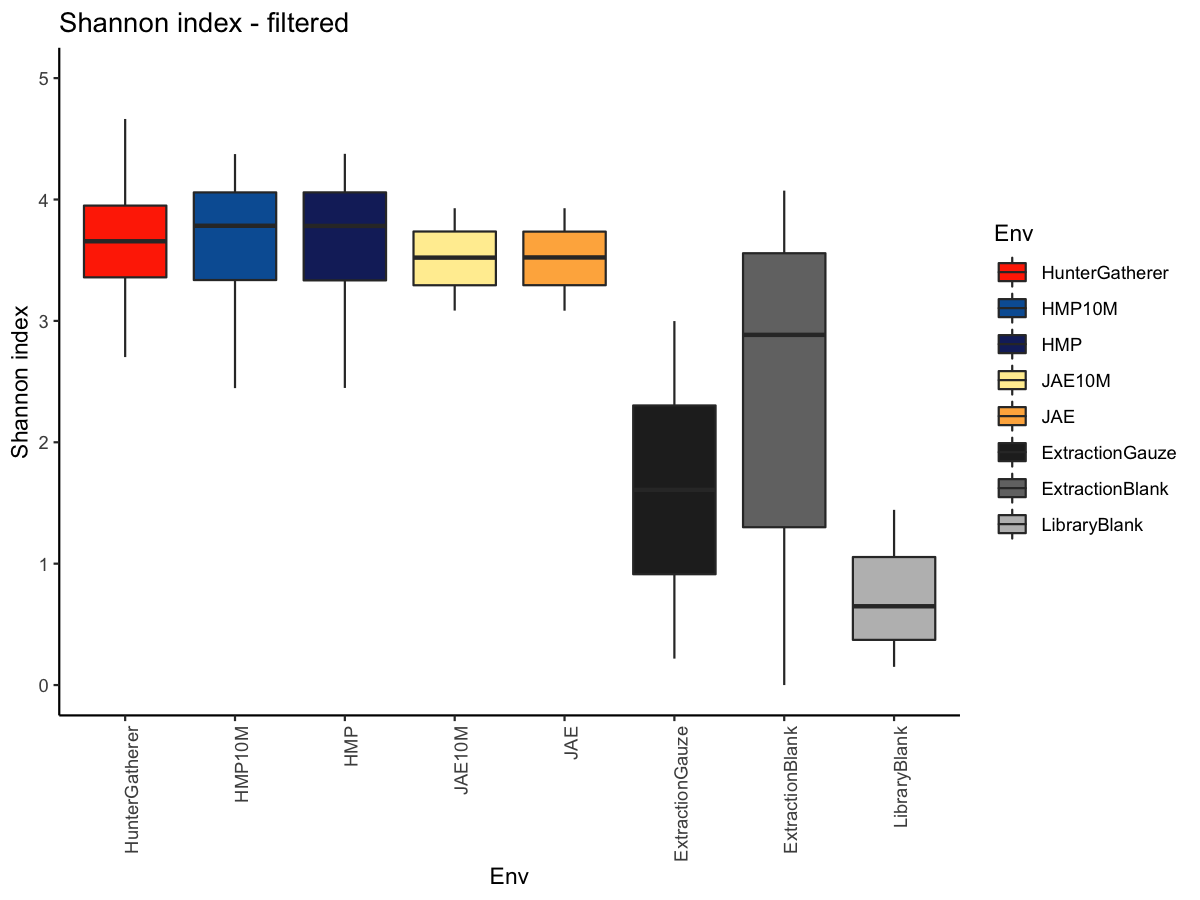 Shannon index - filtered
Shannon index
5
4
3
2
1
0
HunterGatherer
HMP10M
HMP
JAE10M
JAE
ExtractionGauze
ExtractionBlank
LibraryBlank
Env
Env
HunterGatherer
HMP10M
HMP
JAE10M
JAE
ExtractionGauze
ExtractionBlank
LibraryBlank